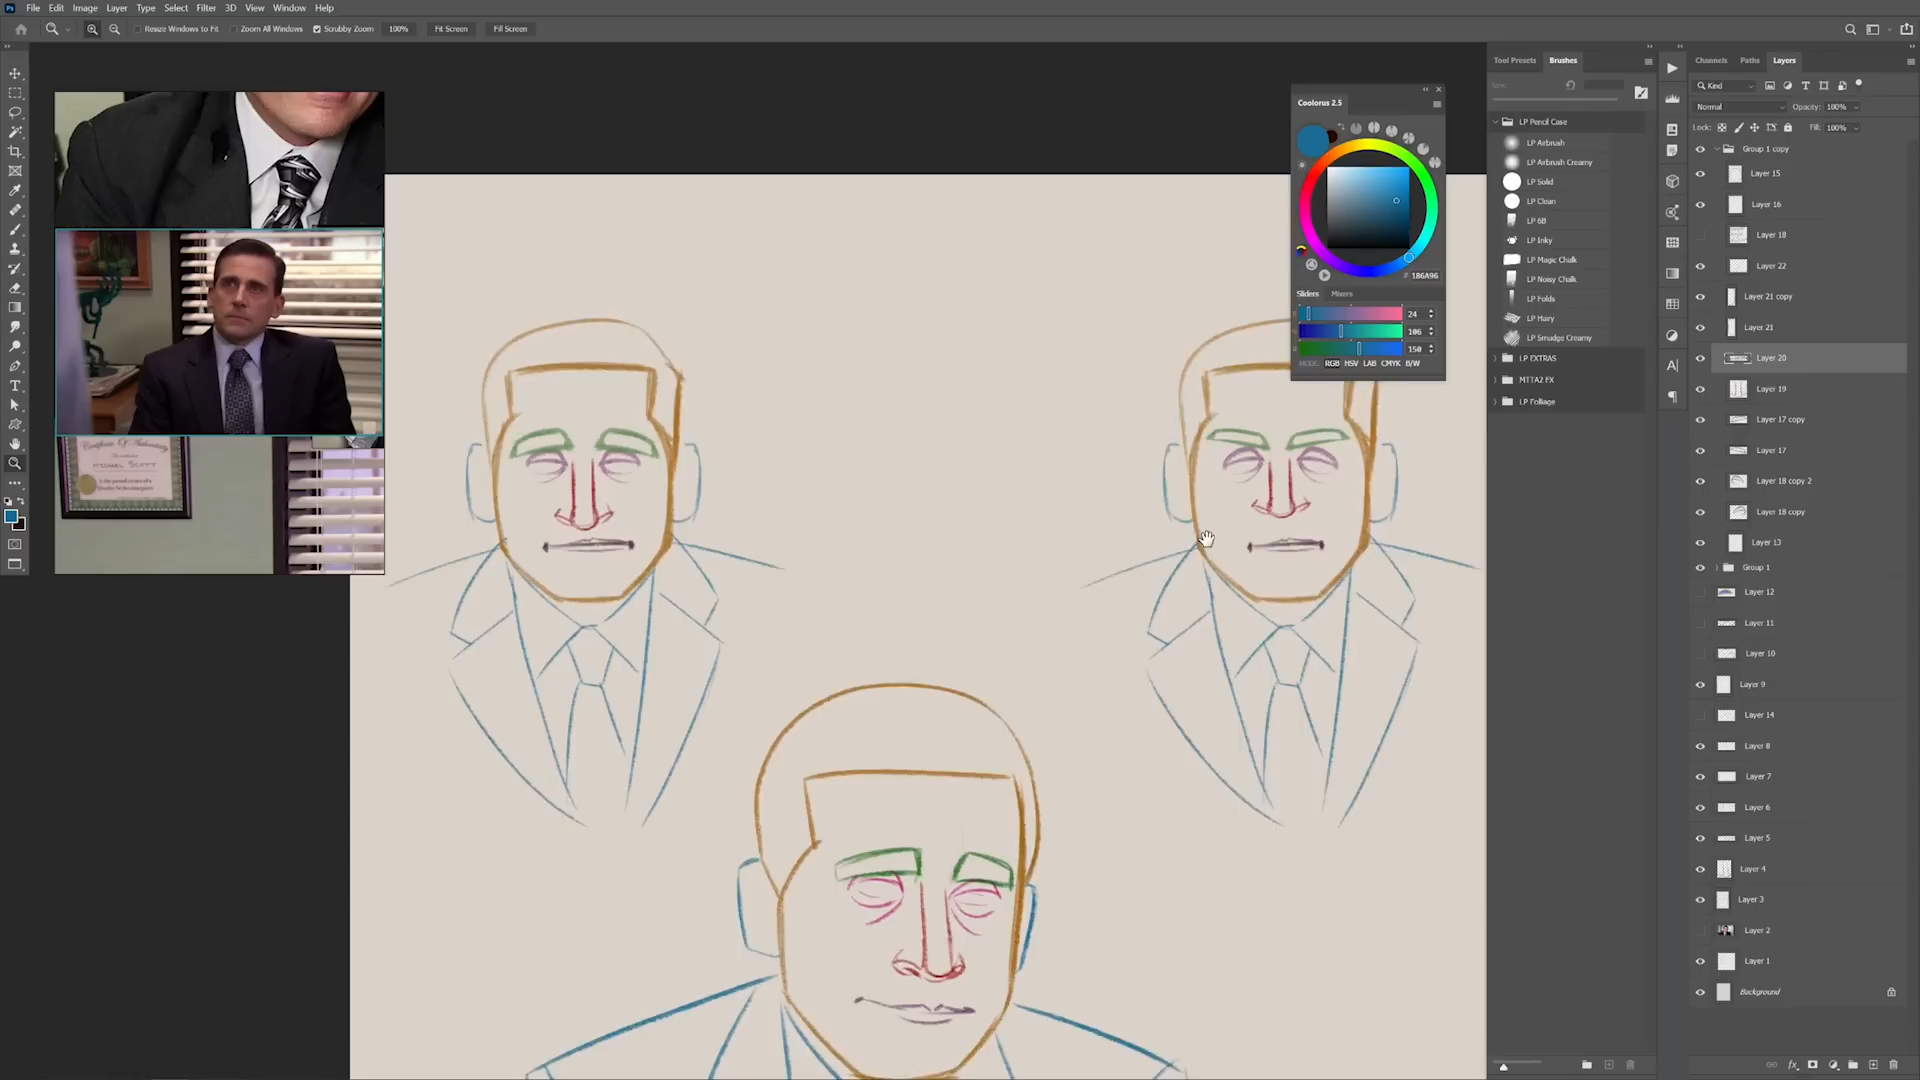 Ps File Edit Image Layer Type Select Filter 3D View Window Help
Resize Windows to Fit Zoom All Windows Scrubby Zoom 100% Fit Screen Fill Screen
Tool Presets Brushes
LP Pencil Case
LP Airbrush
LP Airbrush Creamy
LP Solid
LP Clean
LP 6B
LP Inky
LP Magic Chalk
LP Noisy Chalk
LP Folds
LP Hairy
LP Smudge Creamy
LP EXTRAS
MTTA2 FX
LP Foliage
Coolorus 2.5
# 186A96
Sliders Mixers
24
106
150
MODE: RGB HSV LAB CMYK B/W
Channels Paths Layers
Kind
Normal Opacity: 100%
Lock: Fill: 100%
Group 1 copy
Layer 15
Layer 16
Layer 18
Layer 22
Layer 21 copy
Layer 21
Layer 20
Layer 19
Layer 17 copy
Layer 17
Layer 18 copy 2
Layer 18 copy
Layer 13
Group 1
Layer 12
Layer 11
Layer 10
Layer 9
Layer 14
Layer 8
Layer 7
Layer 6
Layer 5
Layer 4
Layer 3
Layer 2
Layer 1
Background
Certificate Of Authenticity
MICHAEL SCOTT